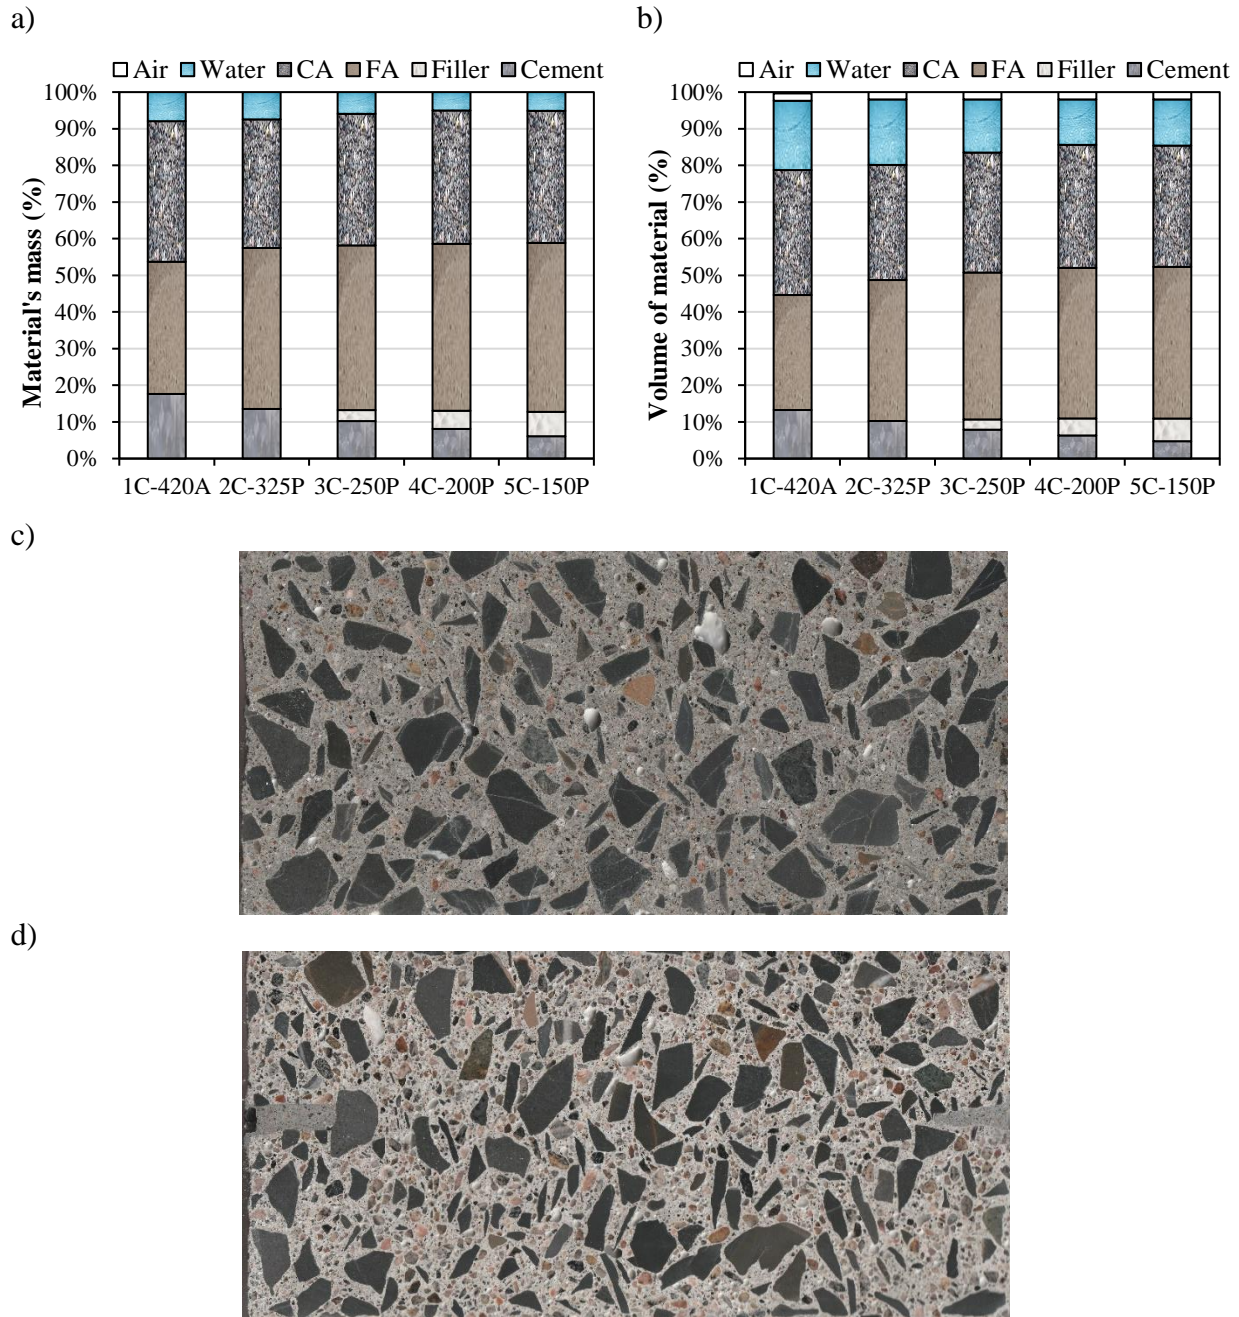 a)
Air Water CA FA Filler Cement
Material's mass (%)
100%
90%
80%
70%
60%
50%
40%
30%
20%
10%
0%
1C-420A 2C-325P 3C-250P 4C-200P 5C-150P
b)
Air Water CA FA Filler Cement
Volume of material (%)
100%
90%
80%
70%
60%
50%
40%
30%
20%
10%
0%
1C-420A 2C-325P 3C-250P 4C-200P 5C-150P
c)
d)